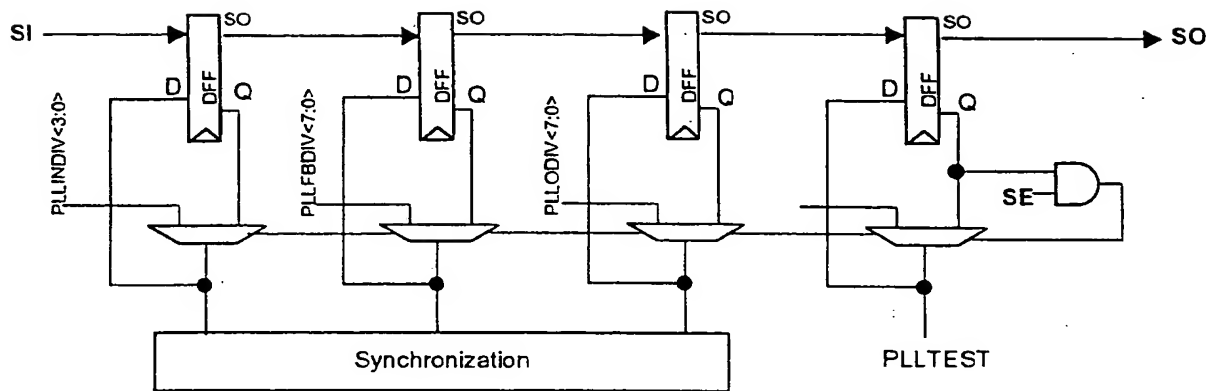 SO
SO
SO
SO
SI
SO
D
DFF
Q
D
DFF
Q
D
DFF
Q
D
DFF
Q
PLLINDIV<3:0>
PLLFBDIV<7:0>
PLLODIV<7:0>
SE
Synchronization
PLLTEST